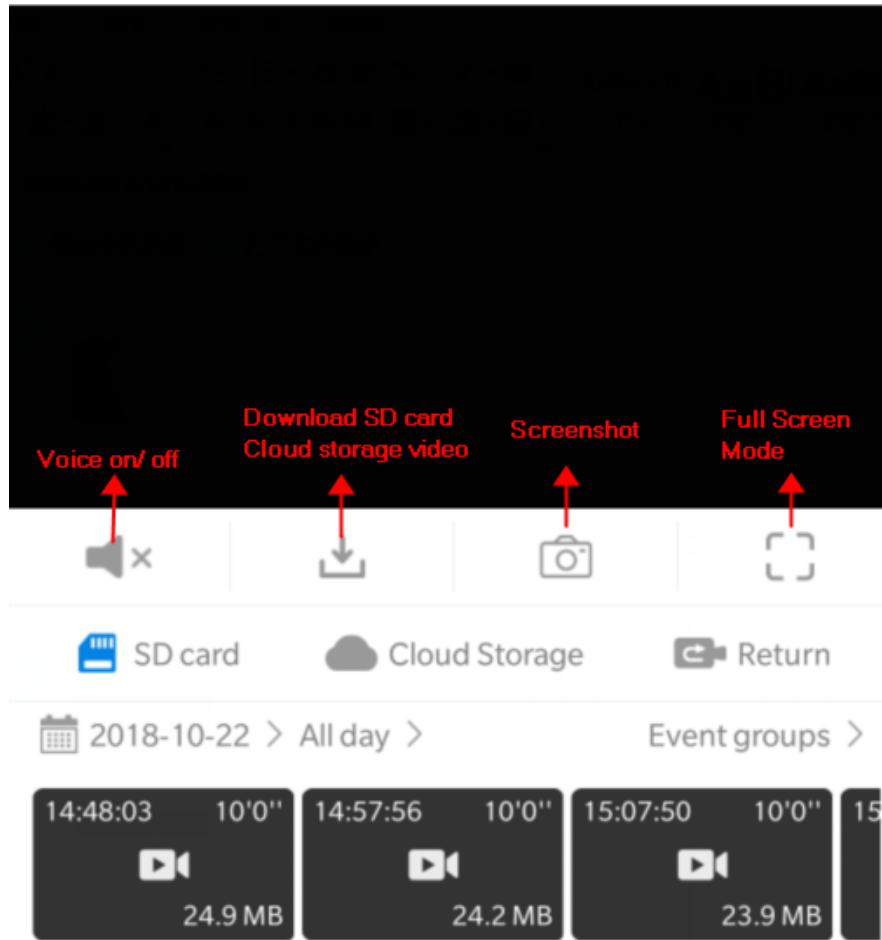 Download SD card
Cloud storage video
Screenshot
Full Screen
Mode
Voice on/ off
SD card
Cloud Storage
Return
2018-10-22 > All day >
Event groups >
14:48:03 10'0''
24.9 MB
14:57:56 10'0''
24.2 MB
15:07:50 10'0''
23.9 MB
15